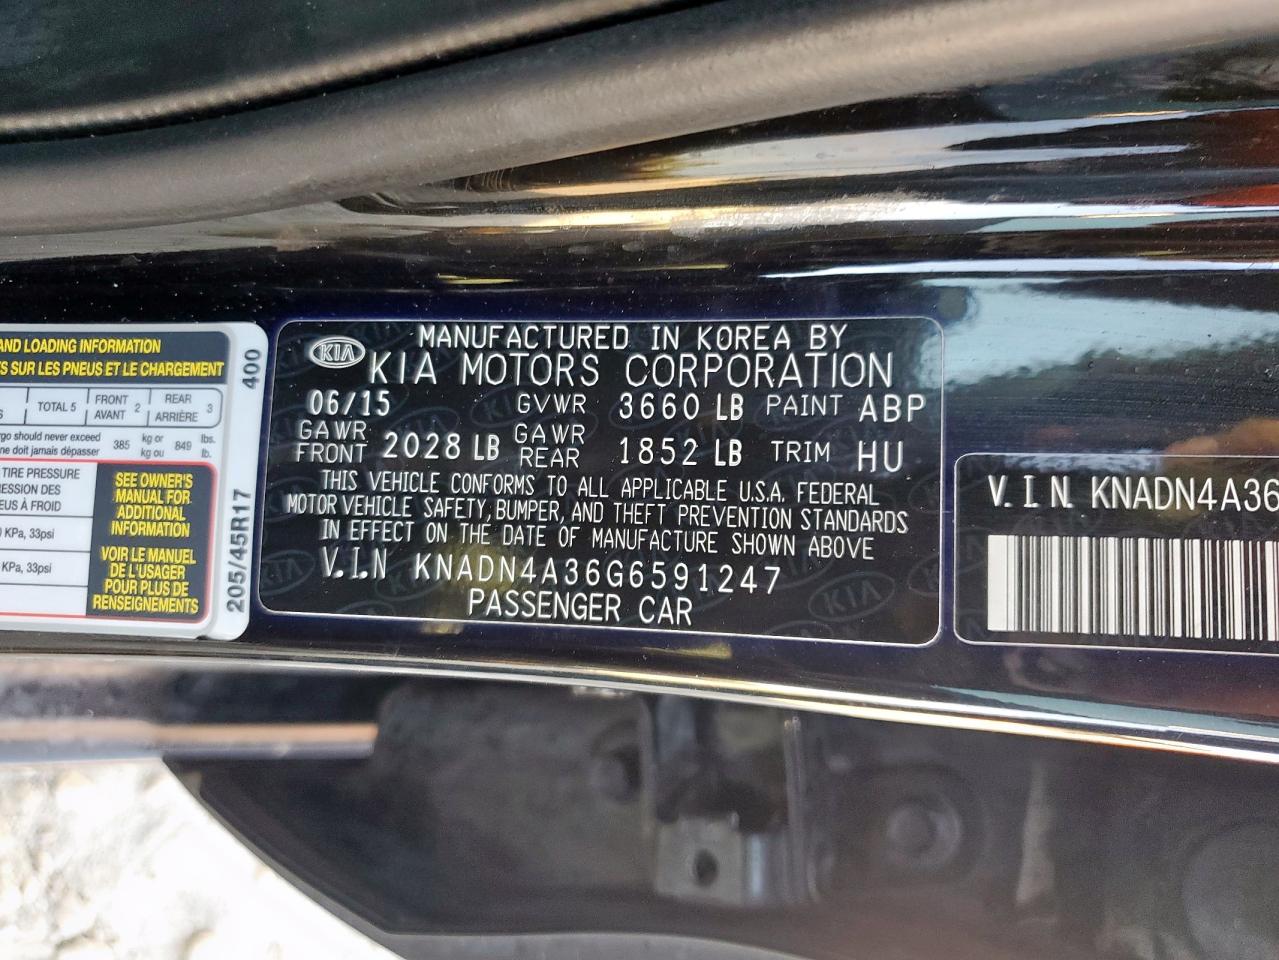 AND LOADING INFORMATION
SUR LES PNEUS ET LE CHARGEMENT
TOTAL 5 FRONT AVANT 2 REAR ARRIÈRE 3
should never exceed 385 kg or 849 lbs.
ne doit jamais dépasser kg ou lb.
TIRE PRESSURE
DES
À FROID
KPa, 33psi
KPa, 33psi
SEE OWNER'S
MANUAL FOR
ADDITIONAL
INFORMATION
VOIR LE MANUEL
DE L'USAGER
POUR PLUS DE
RENSEIGNEMENTS
205/45R17 400
KIA
MANUFACTURED IN KOREA BY
KIA MOTORS CORPORATION
06/15 GVWR 3660 LB PAINT ABP
GAWR FRONT 2028 LB GAWR REAR 1852 LB TRIM HU
THIS VEHICLE CONFORMS TO ALL APPLICABLE U.S.A. FEDERAL
MOTOR VEHICLE SAFETY, BUMPER, AND THEFT PREVENTION STANDARDS
IN EFFECT ON THE DATE OF MANUFACTURE SHOWN ABOVE
V.I.N KNADN4A36G6591247
PASSENGER CAR
V.I.N. KNADN4A36